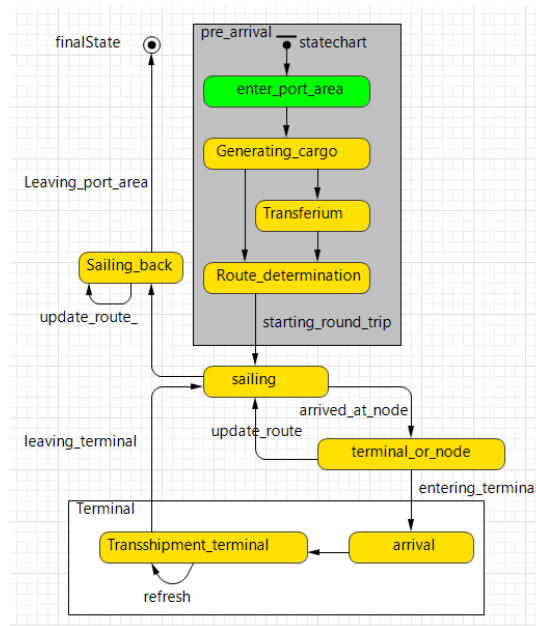 finalState
pre_arrival
statechart
enter_port_area
Generating_cargo
Leaving_port_area
Transferium
Sailing_back
Route_determination
update_route_
starting_round_trip
sailing
arrived_at_node
update_route
leaving_terminal
terminal_or_node
entering_terminal
Terminal
Transshipment_terminal
arrival
refresh